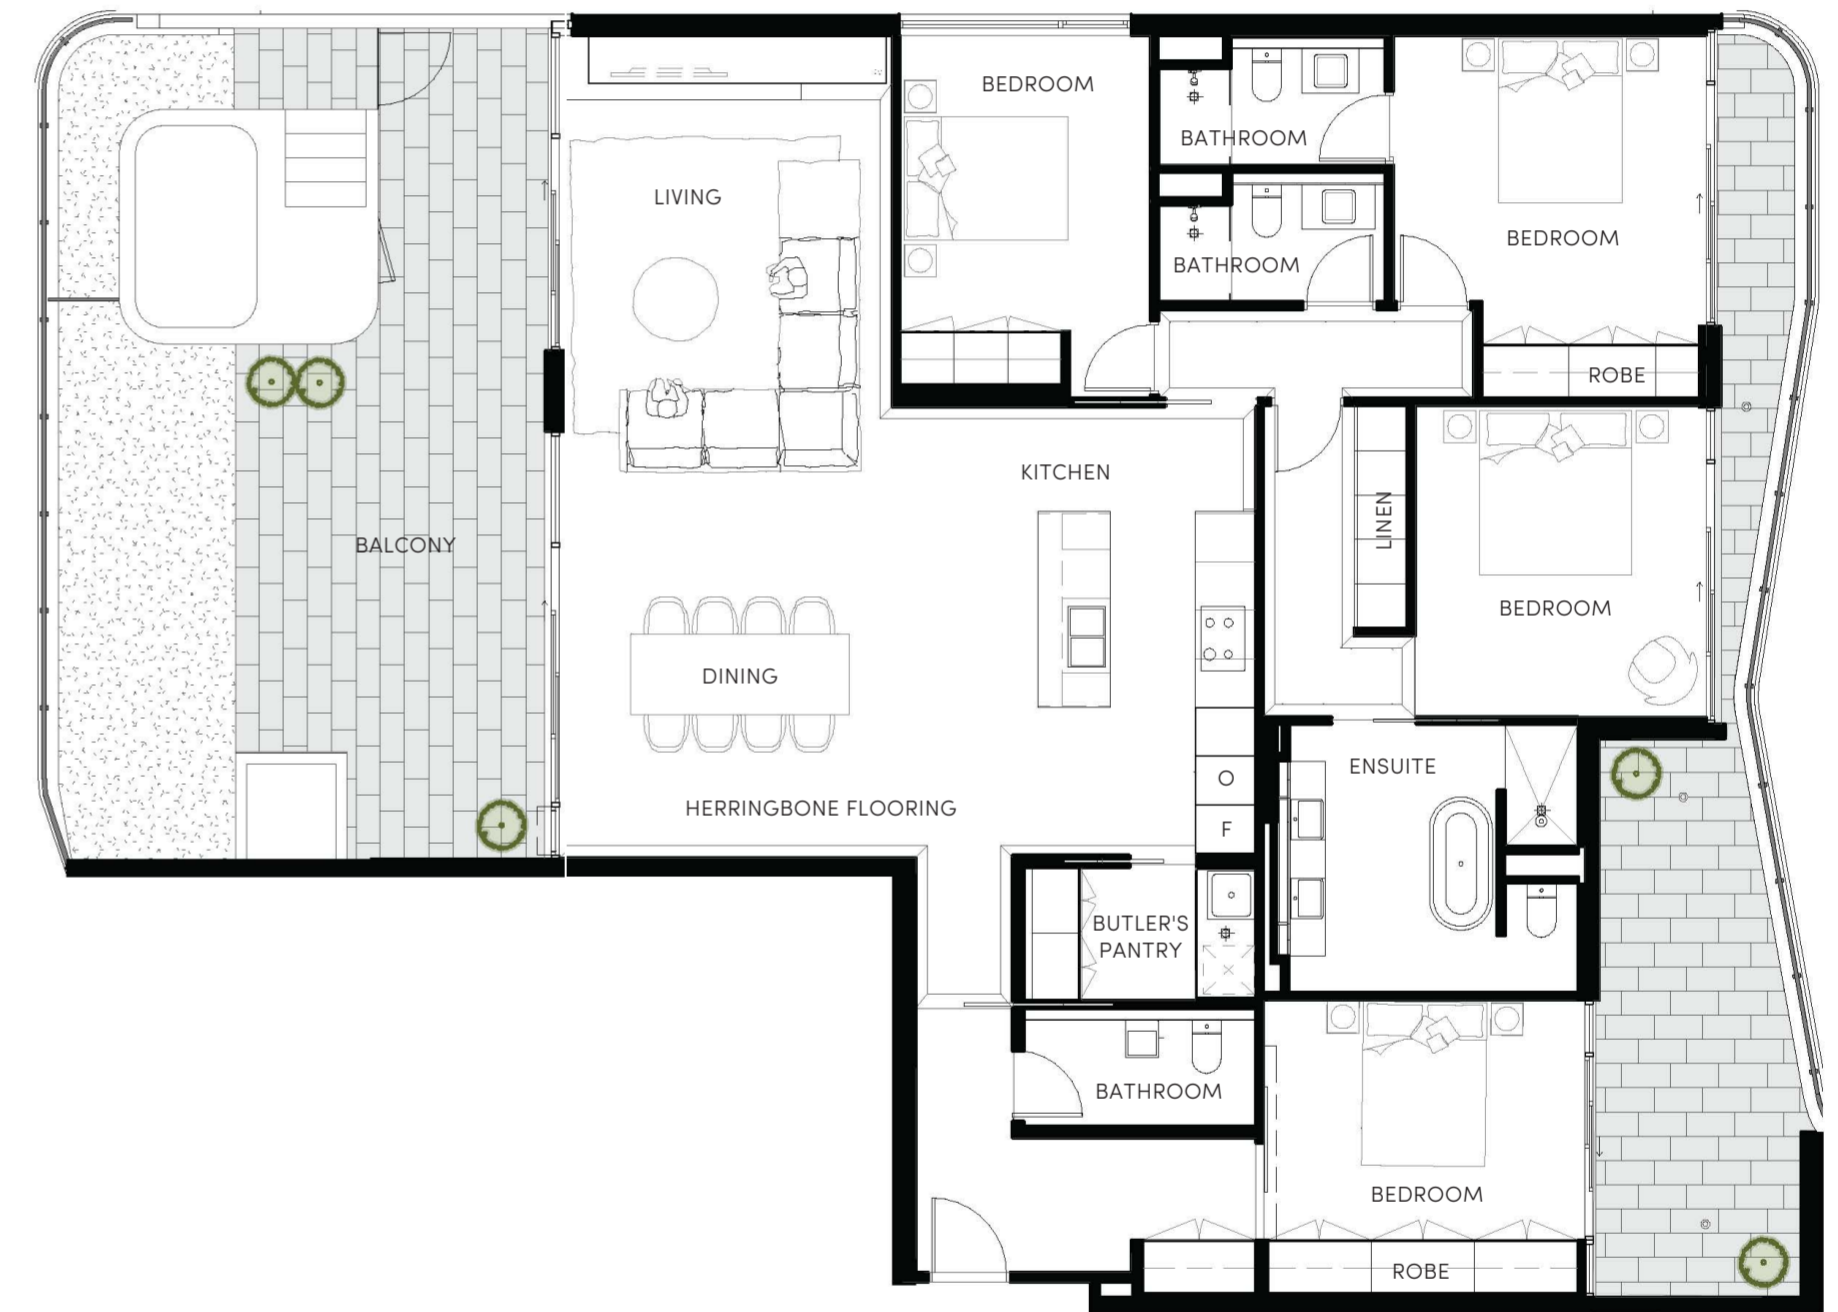 BEDROOM
BATHROOM
LIVING
BEDROOM
BATHROOM
ROBE
KITCHEN
LINEN
BALCONY
BEDROOM
DINING
ENSUITE
HERRINGBONE FLOORING
O
F
BUTLER'S
PANTRY
BATHROOM
BEDROOM
ROBE